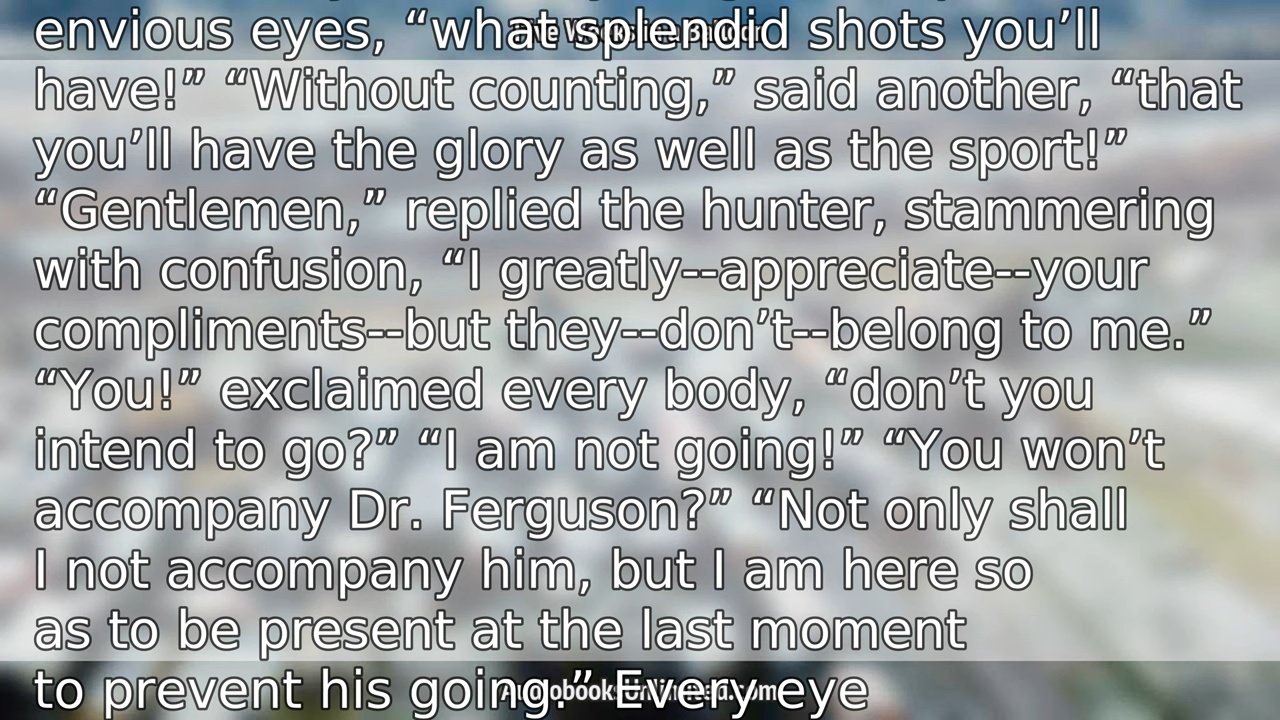 envious eyes, “what splendid shots you’ll
have!” “Without counting,” said another, “that
you’ll have the glory as well as the sport!”
“Gentlemen,” replied the hunter, stammering
with confusion, “I greatly--appreciate--your
compliments--but they--don’t--belong to me.”
“You!” exclaimed every body, “don’t you
intend to go?” “I am not going!” “You won’t
accompany Dr. Ferguson?” “Not only shall
I not accompany him, but I am here so
as to be present at the last moment
to prevent his going.” Every eye